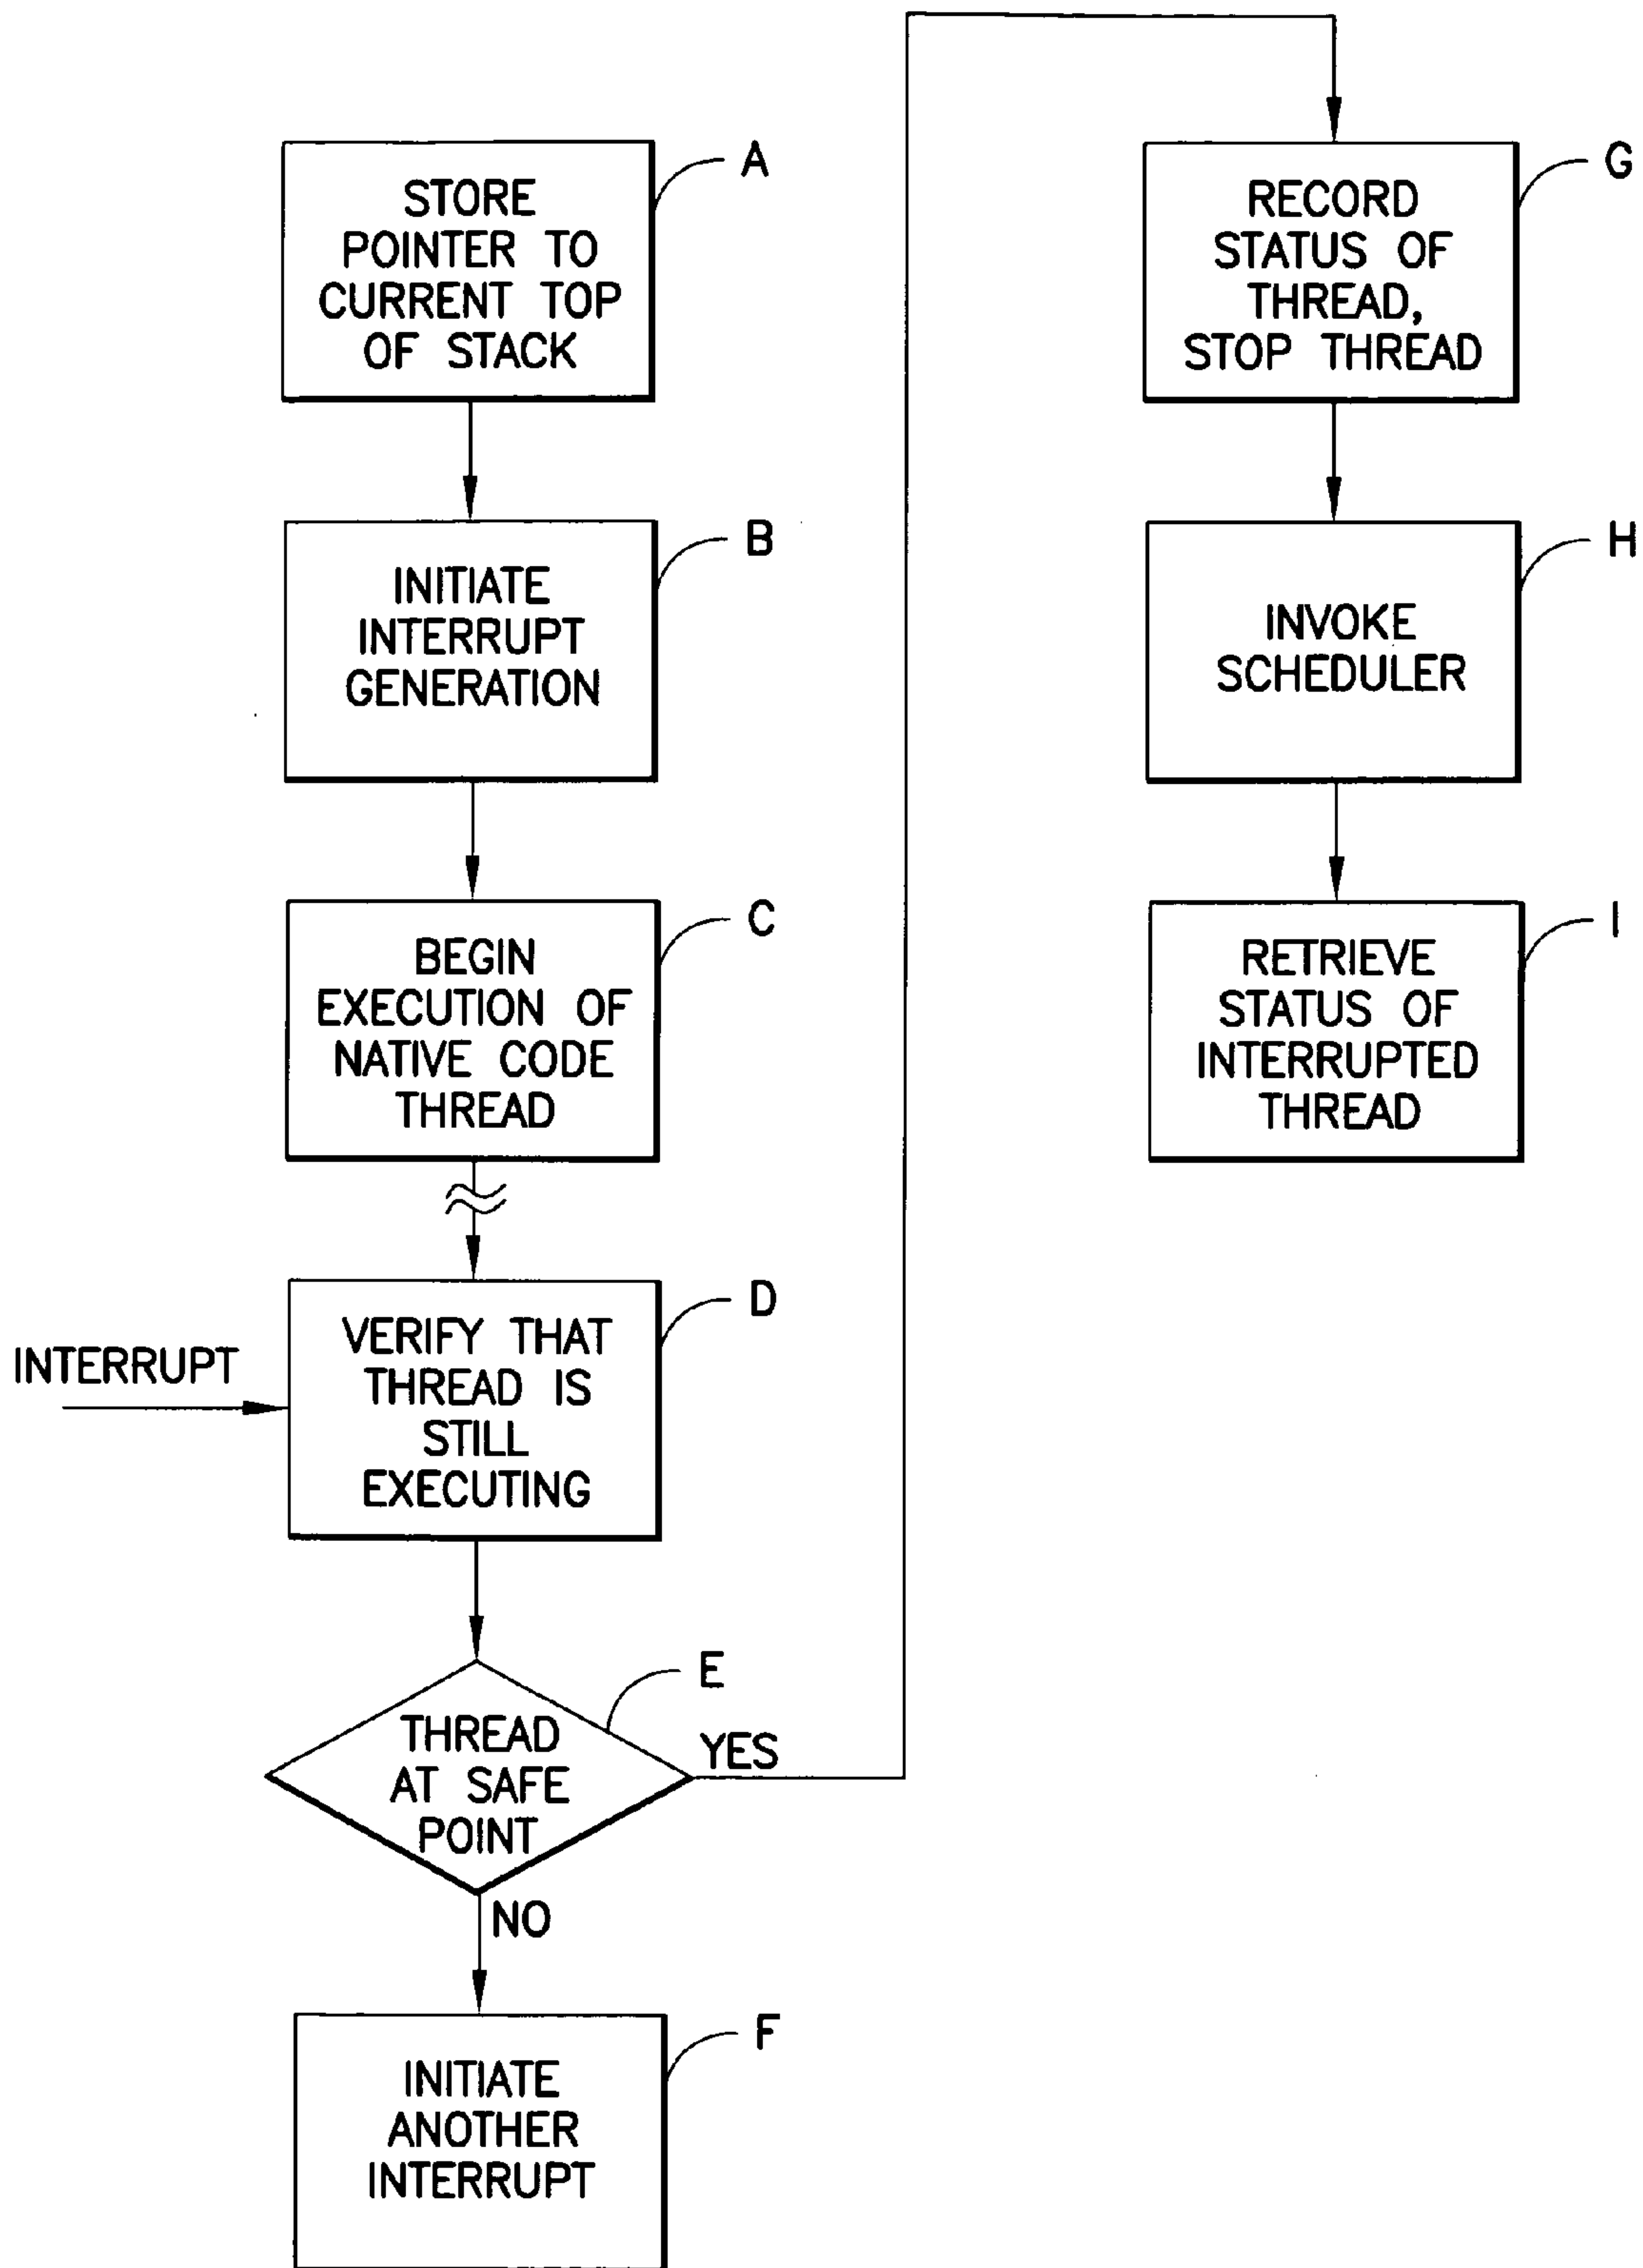 STORE
POINTER TO
CURRENT TOP
OF STACK
A
INITIATE
INTERRUPT
GENERATION
B
BEGIN
EXECUTION OF
NATIVE CODE
THREAD
C
INTERRUPT
VERIFY THAT
THREAD IS
STILL
EXECUTING
D
THREAD
AT SAFE
POINT
E
YES
NO
INITIATE
ANOTHER
INTERRUPT
F
RECORD
STATUS OF
THREAD,
STOP THREAD
G
INVOKE
SCHEDULER
H
RETRIEVE
STATUS OF
INTERRUPTED
THREAD
I